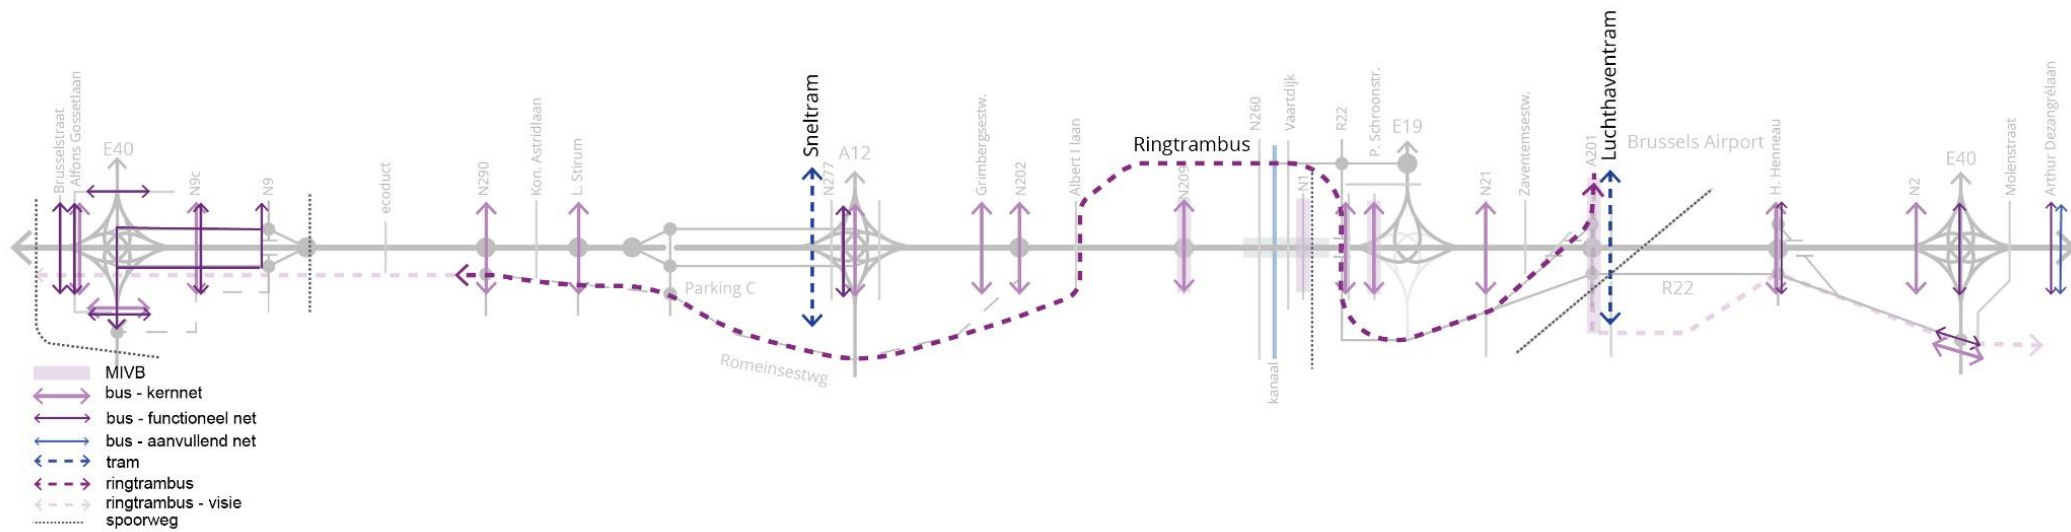 Brusselstraat
Alfons Gossetlaan
E40
N9c
N9
ecoduct
N290
Kon. Astridlaan
L. Stirum
Parking C
Romeinsestwg
Sneltram
N277
A12
Grimbergsestw.
N202
Albert I laan
Ringtrambus
N209
N260
kanaal
Vaartdijk
N1
R22
P. Schroonstr.
E19
N21
Zaventemsestw.
A201
Luchthaventram
Brussels Airport
R22
H. Henneau
N2
E40
Molenstraat
Arthur Dezangrélaan
MIVB
bus - kernnet
bus - functioneel net
bus - aanvullend net
tram
ringtrambus
ringtrambus - visie
spoorweg